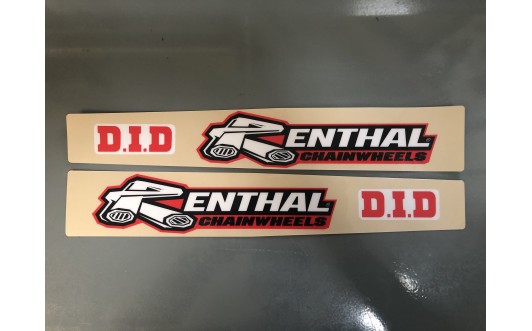 D.I.D RENTHAL
CHAINWHEELS
RENTHAL D.I.D
CHAINWHEELS